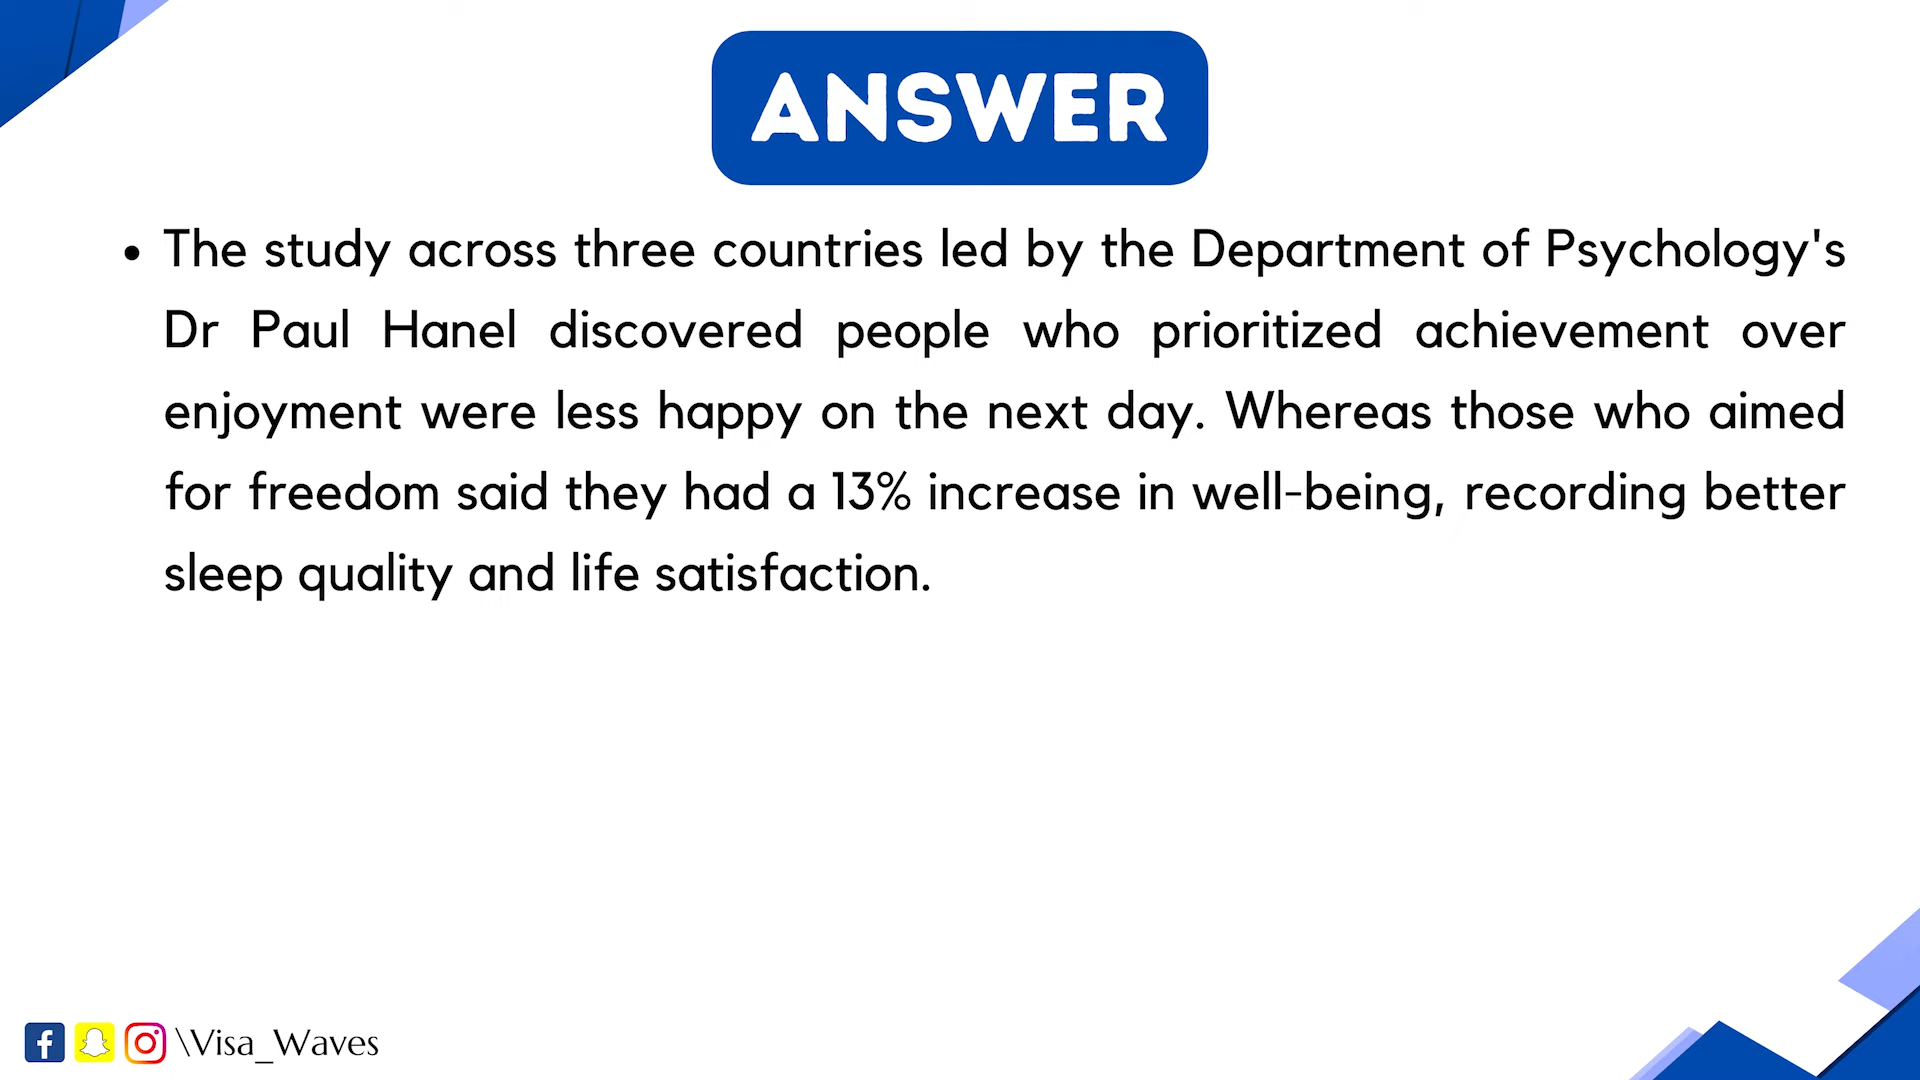 ANSWER
• The study across three countries led by the Department of Psychology's
Dr Paul Hanel discovered people who prioritized achievement over
enjoyment were less happy on the next day. Whereas those who aimed
for freedom said they had a 13% increase in well-being, recording better
sleep quality and life satisfaction.
\Visa_Waves